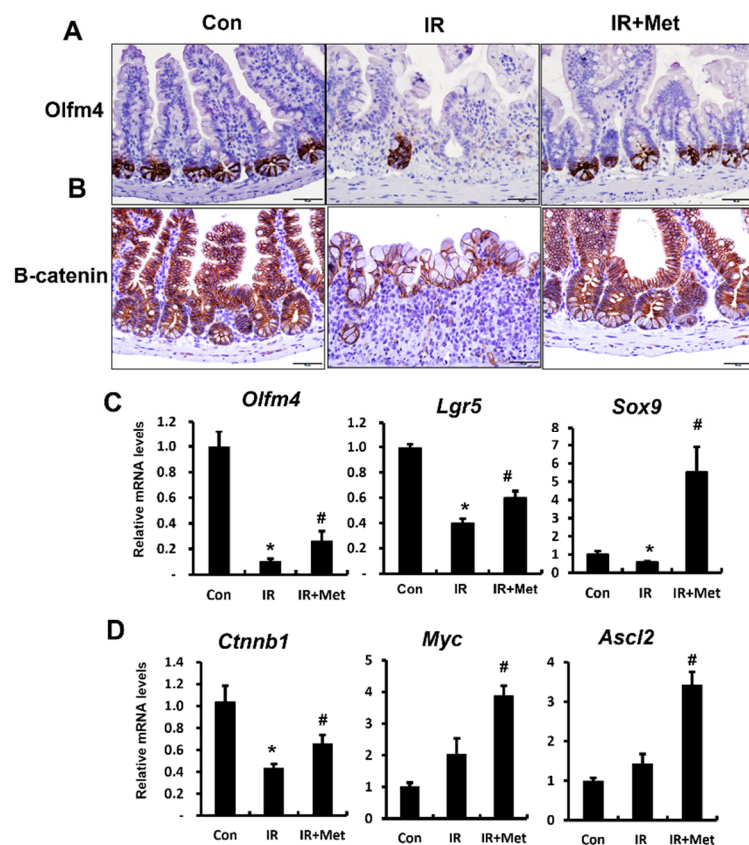 A
Con
IR
IR+Met
Olfm4
B
B-catenin
C
Olfm4
Lgr5
Sox9
Relative mRNA levels
1.2
1.0
0.8
0.6
0.4
0.2
-
*
#
Con
IR
IR+Met
1.2
1.0
0.8
0.6
0.4
0.2
-
*
#
Con
IR
IR+Met
8
7
6
5
4
3
2
1
0
*
#
Con
IR
IR+Met
D
Ctnnb1
Myc
Ascl2
Relative mRNA levels
1.4
1.2
1.0
0.8
0.6
0.4
0.2
-
*
#
Con
IR
IR+Met
5
4
3
2
1
0
#
Con
IR
IR+Met
4
3
2
1
0
#
Con
IR
IR+Met